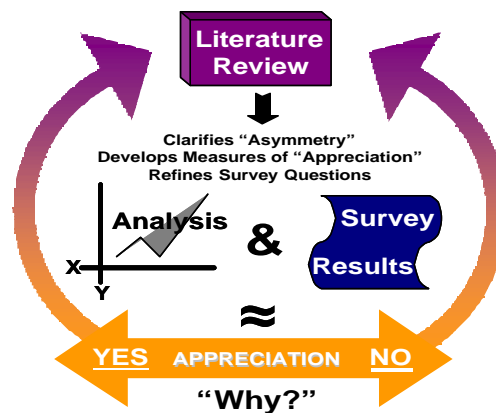 Literature
Review
Clarifies “Asymmetry”
Develops Measures of “Appreciation”
Refines Survey Questions
Analysis
&
Survey
Results
X
Y
≈
YES APPRECIATION NO
“Why?”